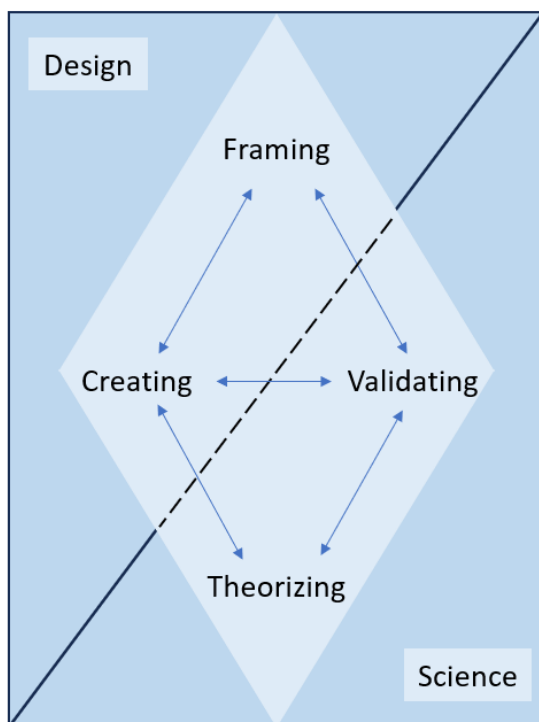 Design
Framing
Creating
Validating
Theorizing
Science